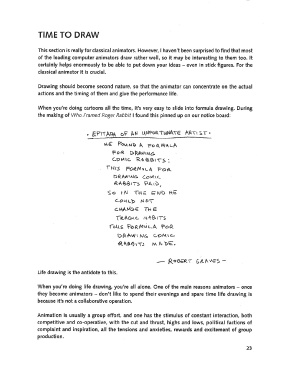 TIME TO DRAW
This section is really for classical animators. However, I haven't been surprised to find that most
of the leading computer animators draw rather well, so it may be interesting to them too. It
certainly helps enormously to be able to put down your ideas – even in stick figures. For the
classical animator it is crucial.
Drawing should become second nature, so that the animator can concentrate on the actual
actions and the timing of them and give the performance life.
When you're doing cartoons all the time, it's very easy to slide into formula drawing. During
the making of Who Framed Roger Rabbit I found this pinned up on our notice board:
• EPITAPH OF AN UNFORTUNATE ARTIST •
HE FOUND A FORMULA
FOR DRAWING
COMIC RABBITS:
THIS FORMULA FOR
DRAWING COMIC
RABBITS PAID,
SO IN THE END HE
COULD NOT
CHANGE THE
TRAGIC HABITS
THIS FORMULA FOR
DRAWING COMIC
RABBITS MADE.
— ROBERT GRAVES –
Life drawing is the antidote to this.
When you're doing life drawing, you're all alone. One of the main reasons animators – once
they become animators – don't like to spend their evenings and spare time life drawing is
because it's not a collaborative operation.
Animation is usually a group effort, and one has the stimulus of constant interaction, both
competitive and co-operative, with the cut and thrust, highs and lows, political factions of
complaint and inspiration, all the tensions and anxieties, rewards and excitement of group
production.
23